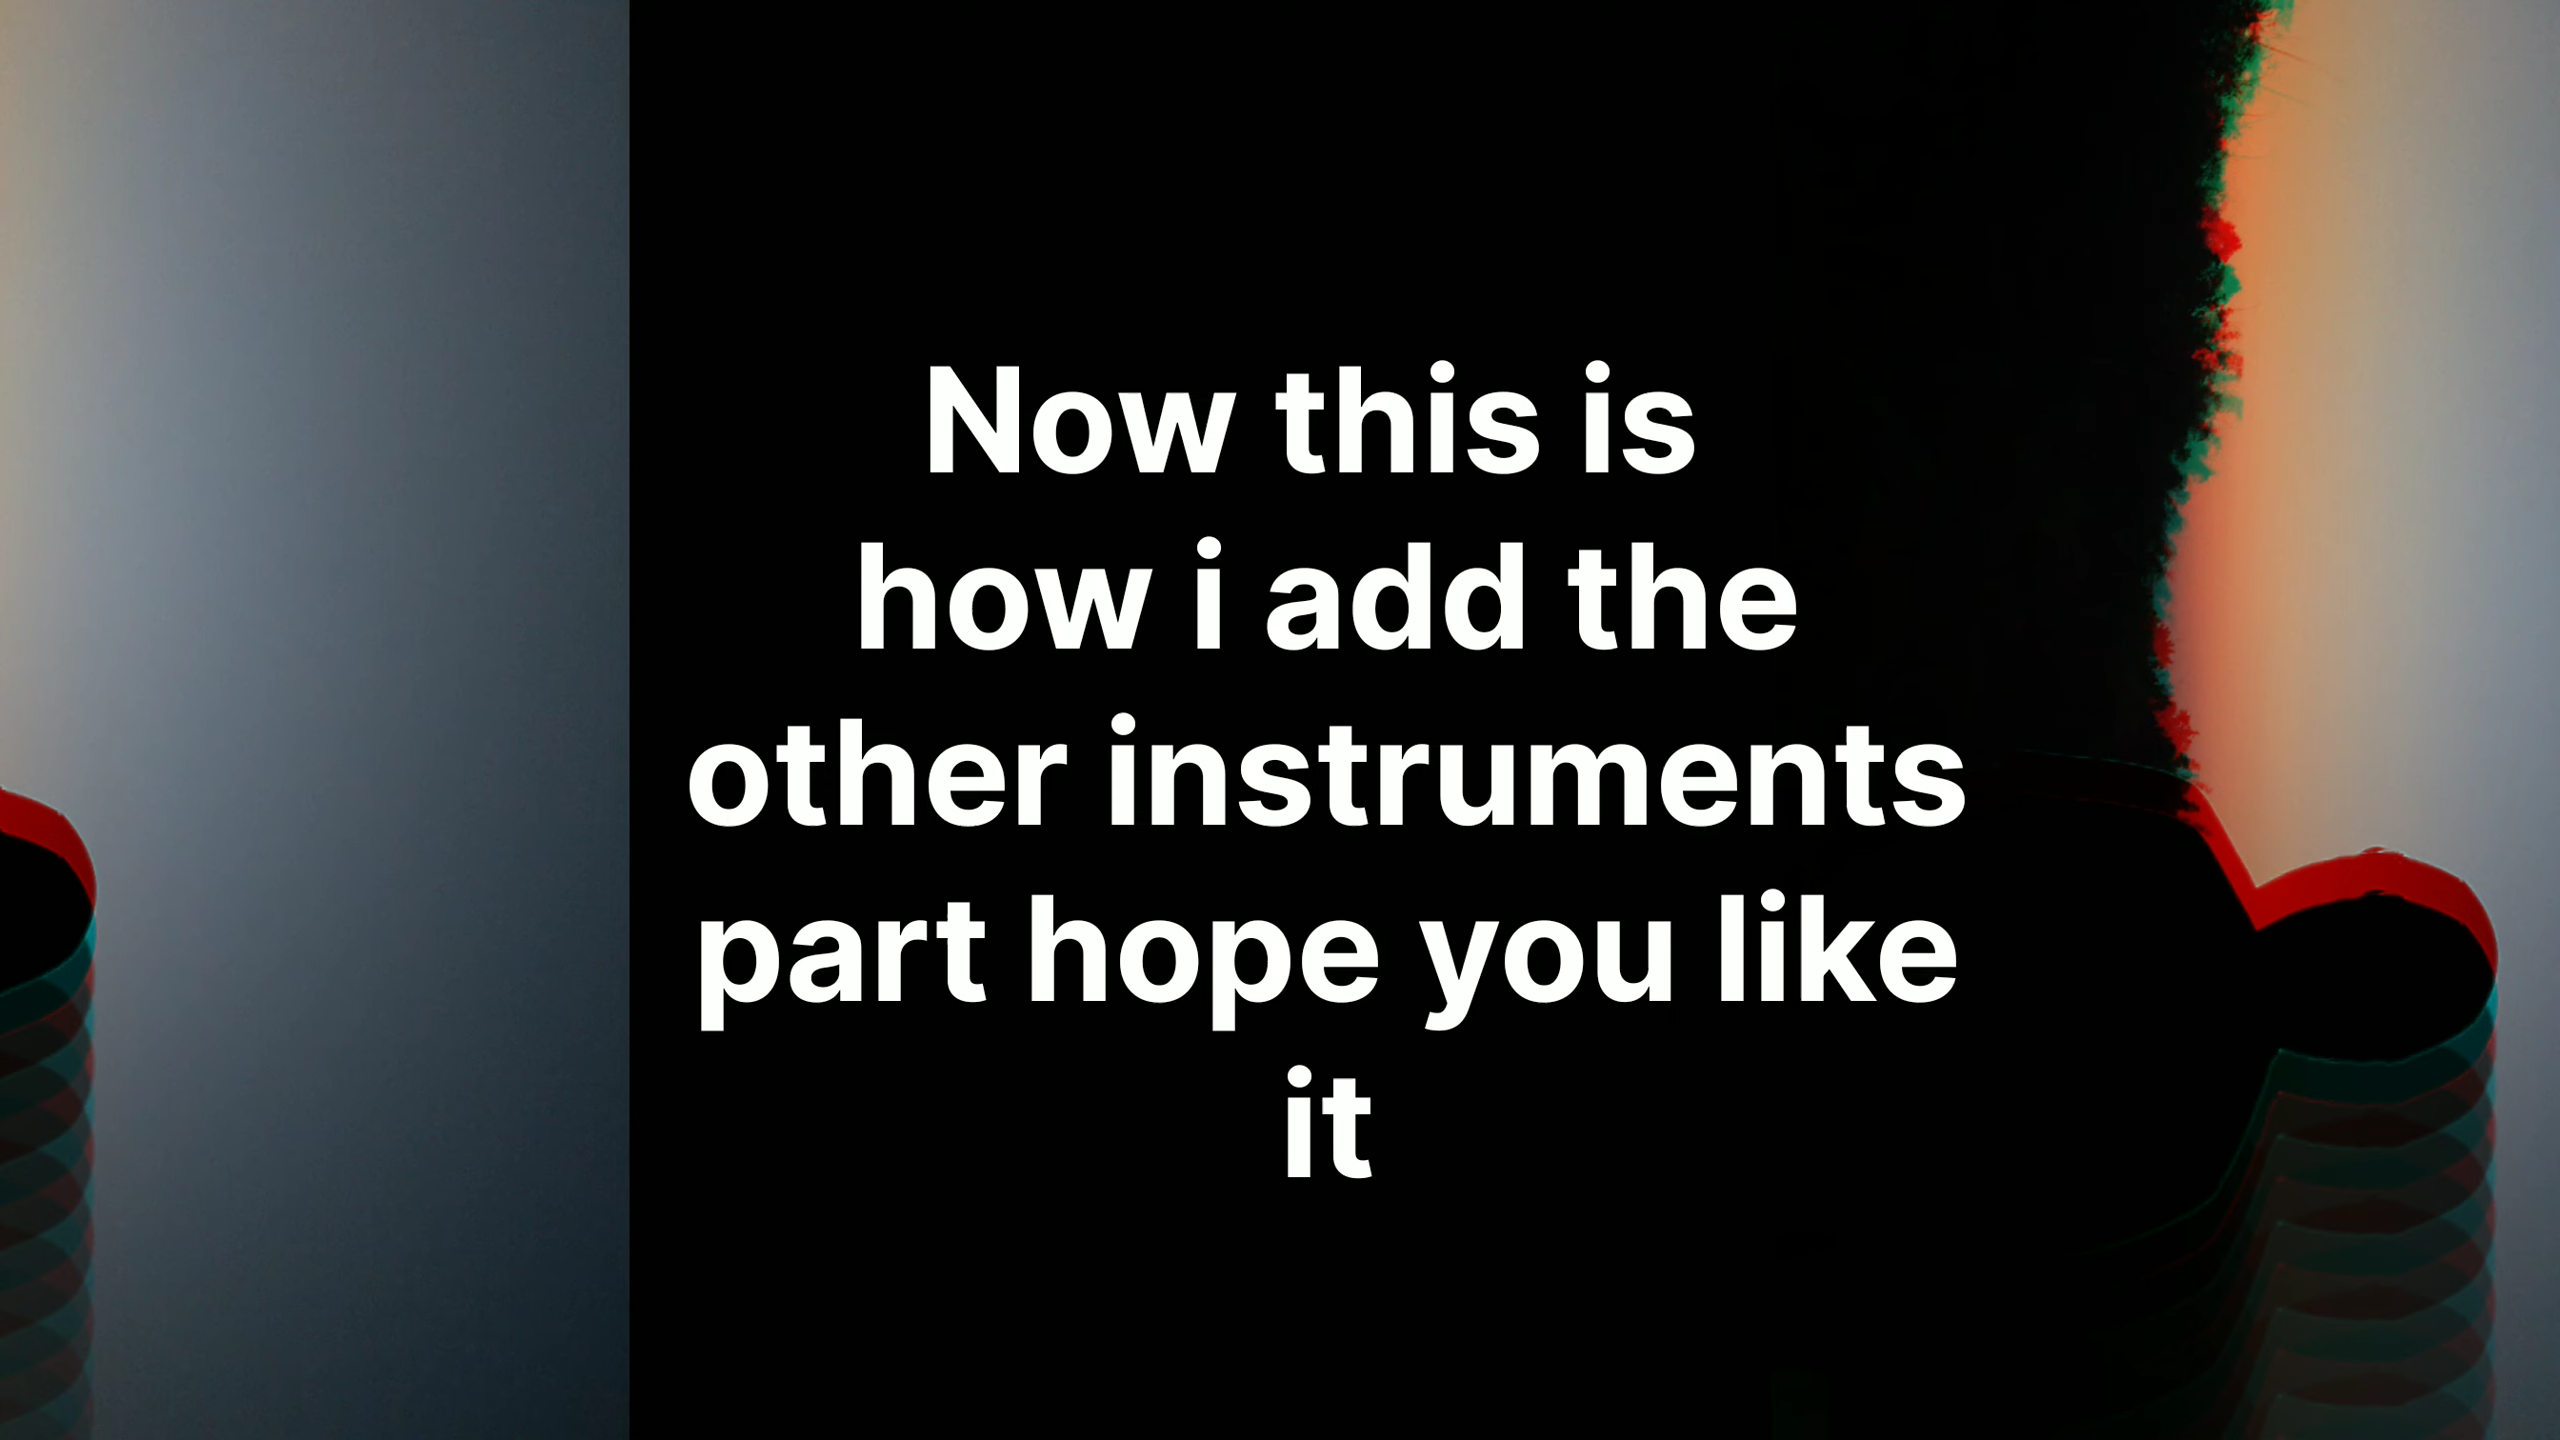 Now this is
how i add the
other instruments
part hope you like
it